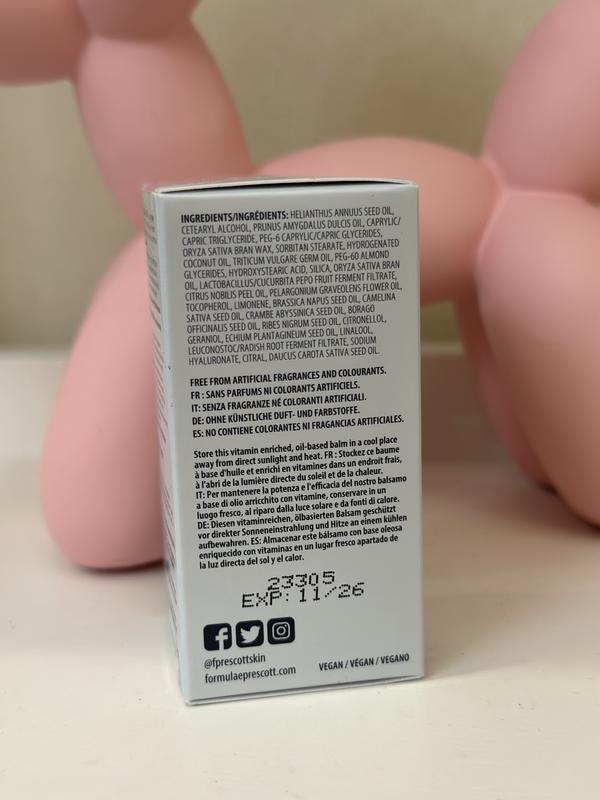 INGREDIENTS/INGRÉDIENTS: HELIANTHUS ANNUUS SEED OIL,
CETEARYL ALCOHOL, PRUNUS AMYGDALUS DULCIS OIL, CAPRYLIC/
CAPRIC TRIGLYCERIDE, PEG-6 CAPRYLIC/CAPRIC GLYCERIDES,
ORYZA SATIVA BRAN WAX, SORBITAN STEARATE, HYDROGENATED
COCONUT OIL, TRITICUM VULGARE GERM OIL, PEG-60 ALMOND
GLYCERIDES, HYDROXYSTEARIC ACID, SILICA, ORYZA SATIVA BRAN
OIL, LACTOBACILLUS/CUCURBITA PEPO FRUIT FERMENT FILTRATE,
CITRUS NOBILIS PEEL OIL, PELARGONIUM GRAVEOLENS FLOWER OIL,
TOCOPHEROL, LIMONENE, BRASSICA NAPUS SEED OIL, CAMELINA
SATIVA SEED OIL, CRAMBE ABYSSINICA SEED OIL, BORAGO
OFFICINALIS SEED OIL, RIBES NIGRUM SEED OIL, CITRONELLOL,
GERANIOL, ECHIUM PLANTAGINEUM SEED OIL, LINALOOL,
LEUCONOSTOC/RADISH ROOT FERMENT FILTRATE, SODIUM
HYALURONATE, CITRAL, DAUCUS CAROTA SATIVA SEED OIL.
FREE FROM ARTIFICIAL FRAGRANCES AND COLOURANTS.
FR : SANS PARFUMS NI COLORANTS ARTIFICIELS.
IT: SENZA FRAGRANZE NÉ COLORANTI ARTIFICIALI.
DE: OHNE KÜNSTLICHE DUFT- UND FARBSTOFFE.
ES: NO CONTIENE COLORANTES NI FRAGANCIAS ARTIFICIALES.
Store this vitamin enriched, oil-based balm in a cool place
away from direct sunlight and heat. FR : Stockez ce baume
à base d'huile et enrichi en vitamines dans un endroit frais,
à l'abri de la lumière directe du soleil et de la chaleur.
IT: Per mantenere la potenza e l'efficacia del nostro balsamo
a base di olio arricchito con vitamine, conservare in un
luogo fresco, al riparo dalla luce solare e da fonti di calore.
DE: Diesen vitaminreichen, ölbasierten Balsam geschützt
vor direkter Sonneneinstrahlung und Hitze an einem kühlen
aufbewahren. ES: Almacenar este bálsamo con base oleosa
enriquecido con vitaminas en un lugar fresco apartado de
la luz directa del sol y el calor.
23305
EXP: 11/26
@fprescottskin
formulaeprescott.com
VEGAN / VÉGAN / VEGANO